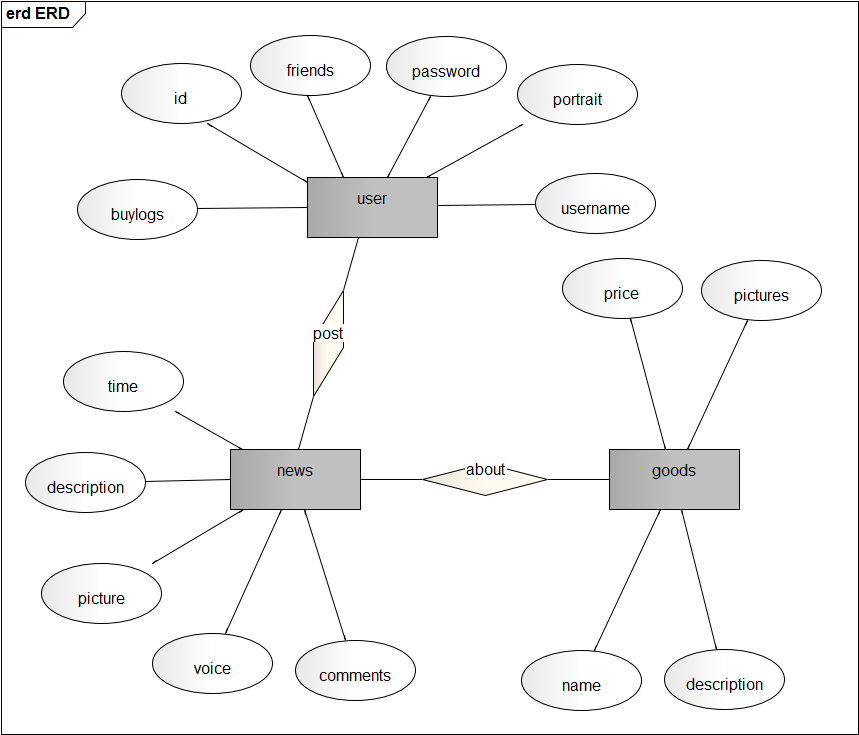 erd ERD
friends
password
id
portrait
user
username
buylogs
price
pictures
post
time
news
about
goods
description
picture
voice
comments
name
description